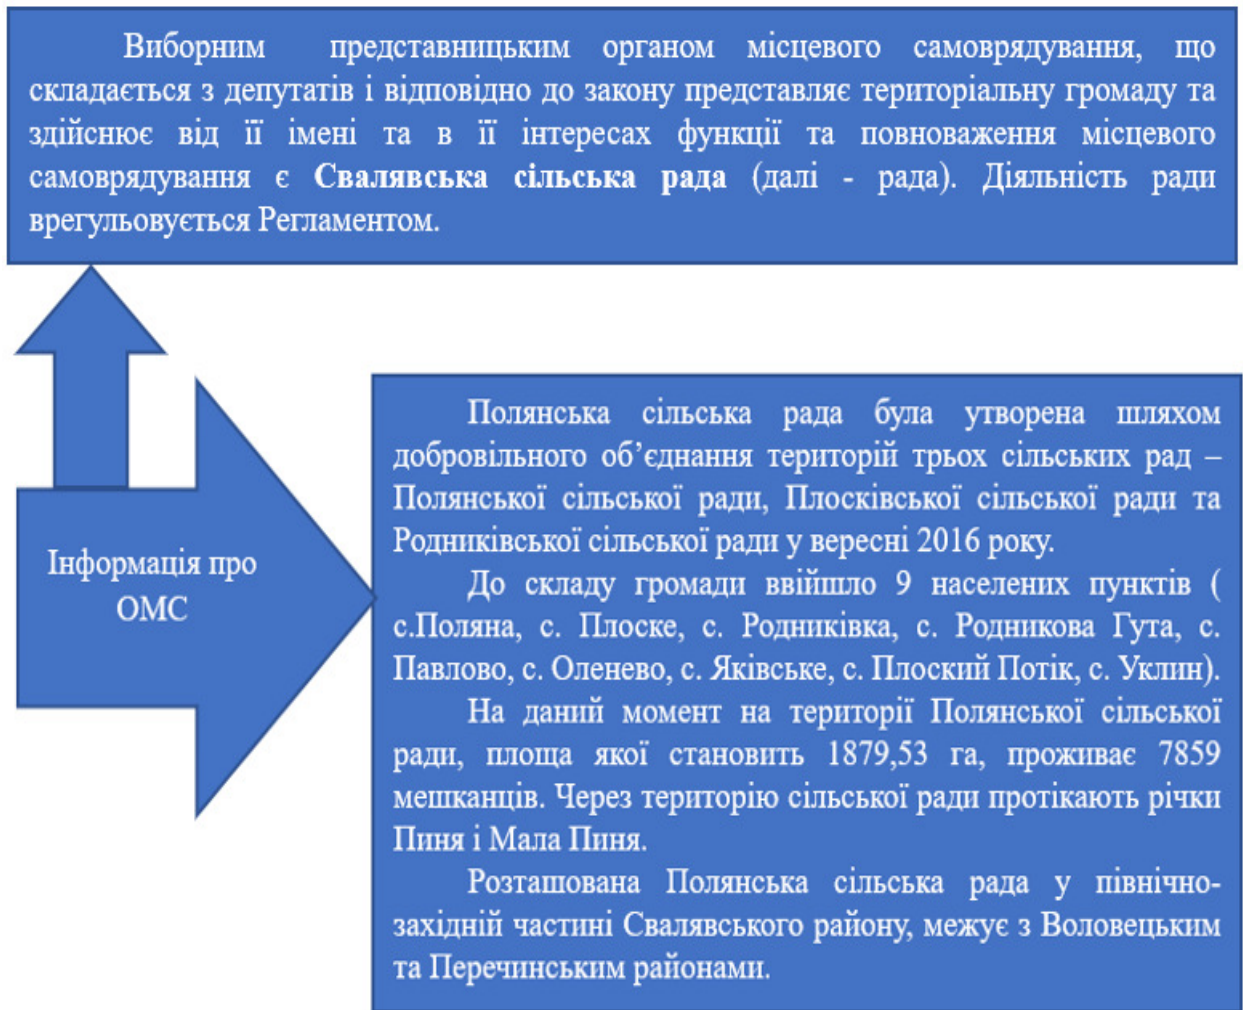 Виборним представницьким органом місцевого самоврядування, що
складається з депутатів і відповідно до закону представляє територіальну громаду та
здійснює від її імені та в її інтересах функції та повноваження місцевого
самоврядування є Свалявська сільська рада (далі - рада). Діяльність ради
врегульовується Регламентом.
Інформація про
ОМС
Полянська сільська рада була утворена шляхом
добровільного об’єднання територій трьох сільських рад –
Полянської сільської ради, Плосківської сільської ради та
Родниківської сільської ради у вересні 2016 року.
До складу громади ввійшло 9 населених пунктів (
с.Поляна, с. Плоске, с. Родниківка, с. Родникова Гута, с.
Павлово, с. Оленево, с. Яківське, с. Плоский Потік, с. Уклин).
На даний момент на території Полянської сільської
ради, площа якої становить 1879,53 га, проживає 7859
мешканців. Через територію сільської ради протікають річки
Пиня і Мала Пиня.
Розташована Полянська сільська рада у північно-
західній частині Свалявського району, межує з Воловецьким
та Перечинським районами.